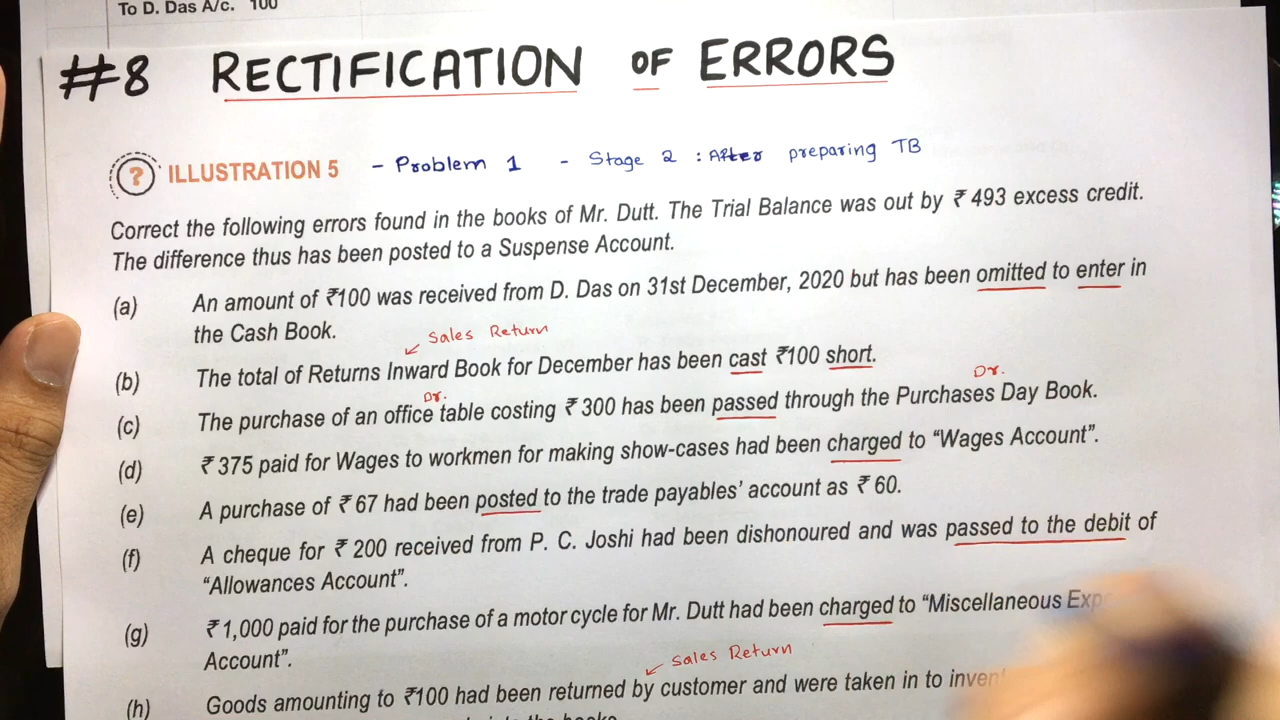 To D. Das A/c. 100
#8 RECTIFICATION OF ERRORS
? ILLUSTRATION 5 - Problem 1 - Stage 2 : After preparing TB
Correct the following errors found in the books of Mr. Dutt. The Trial Balance was out by ₹ 493 excess credit.
The difference thus has been posted to a Suspense Account.
(a) An amount of ₹100 was received from D. Das on 31st December, 2020 but has been omitted to enter in
the Cash Book.
Sales Return
(b) The total of Returns Inward Book for December has been cast ₹100 short.
Dr. Dr.
(c) The purchase of an office table costing ₹ 300 has been passed through the Purchases Day Book.
(d) ₹ 375 paid for Wages to workmen for making show-cases had been charged to “Wages Account”.
(e) A purchase of ₹ 67 had been posted to the trade payables’ account as ₹ 60.
(f) A cheque for ₹ 200 received from P. C. Joshi had been dishonoured and was passed to the debit of
“Allowances Account”.
(g) ₹ 1,000 paid for the purchase of a motor cycle for Mr. Dutt had been charged to “Miscellaneous
Account”.
Sales Return
(h) Goods amounting to ₹100 had been returned by customer and were taken in to
the books